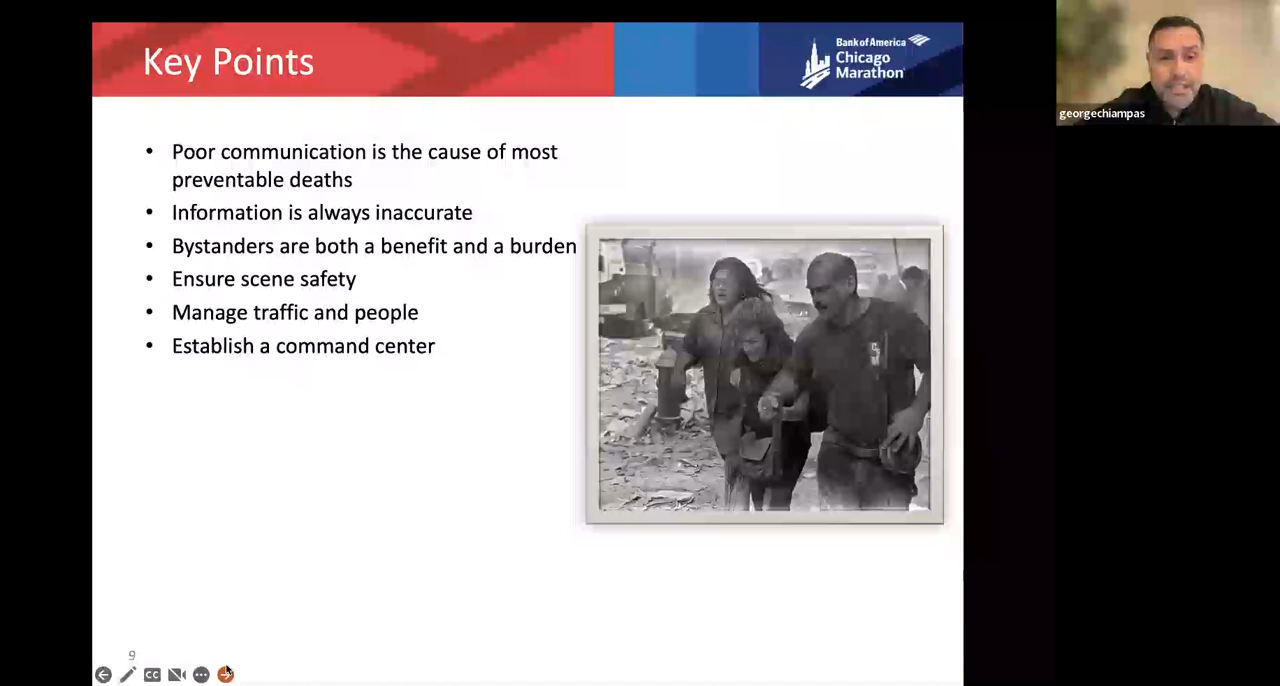 Key Points
Bank of America
Chicago
Marathon
georgechiampas
• Poor communication is the cause of most
preventable deaths
• Information is always inaccurate
• Bystanders are both a benefit and a burden
• Ensure scene safety
• Manage traffic and people
• Establish a command center
9
CC